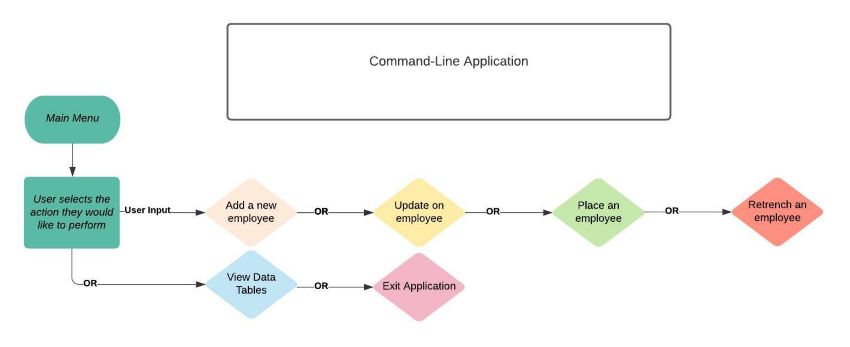 Command-Line Application
Main Menu
User selects the
action they would
like to perform
User Input
Add a new
employee
OR
Update on
employee
OR
Place an
employee
OR
Retrench an
employee
OR
View Data
Tables
OR
Exit Application